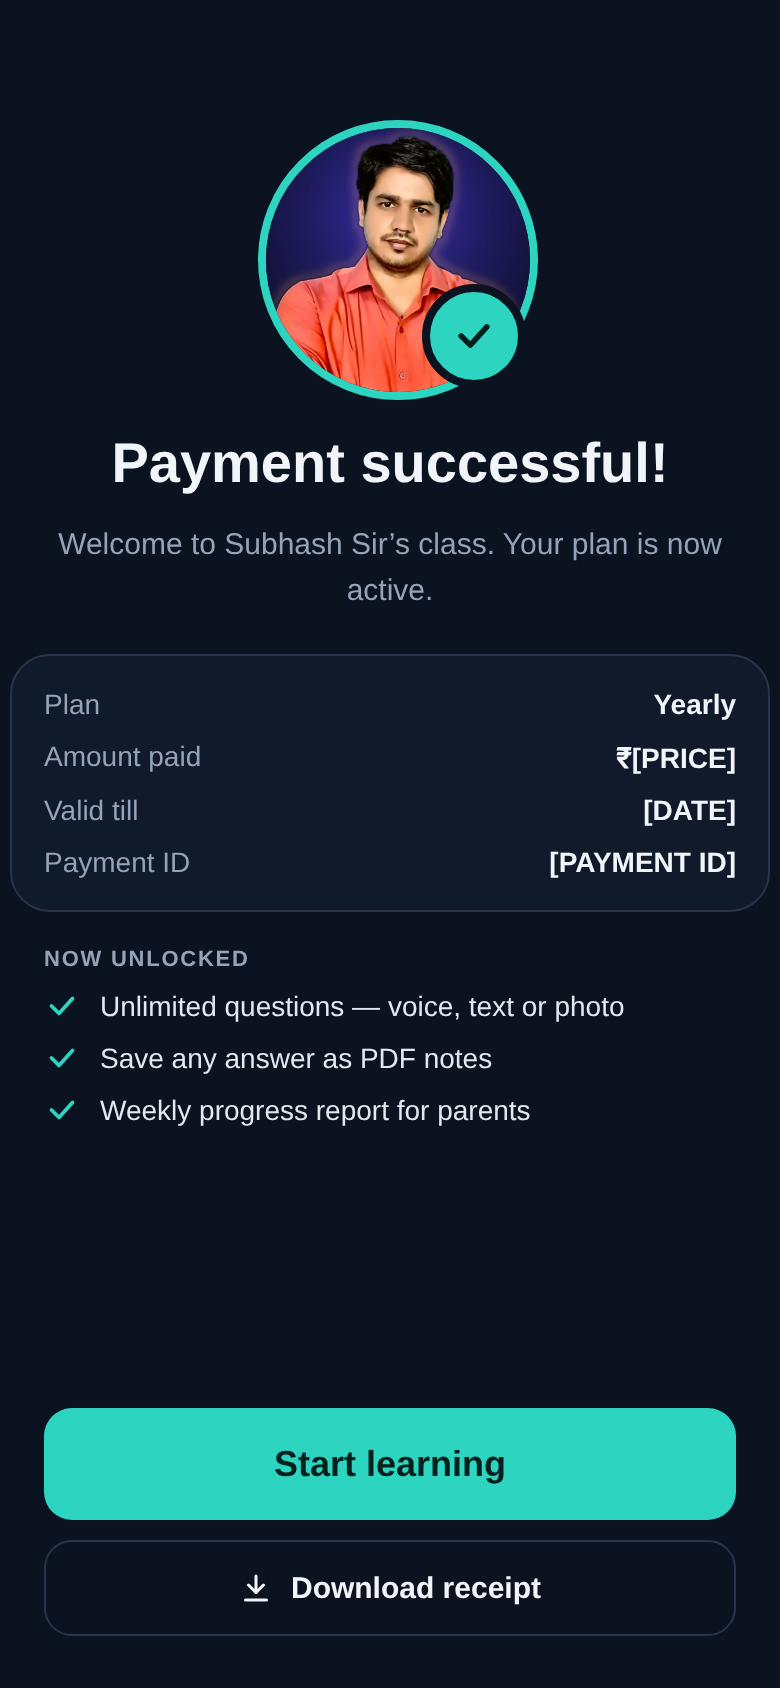 Payment successful!
Welcome to Subhash Sir’s class. Your plan is now
active.
Plan Yearly
Amount paid ₹[PRICE]
Valid till [DATE]
Payment ID [PAYMENT ID]
NOW UNLOCKED
Unlimited questions — voice, text or photo
Save any answer as PDF notes
Weekly progress report for parents
Start learning
Download receipt